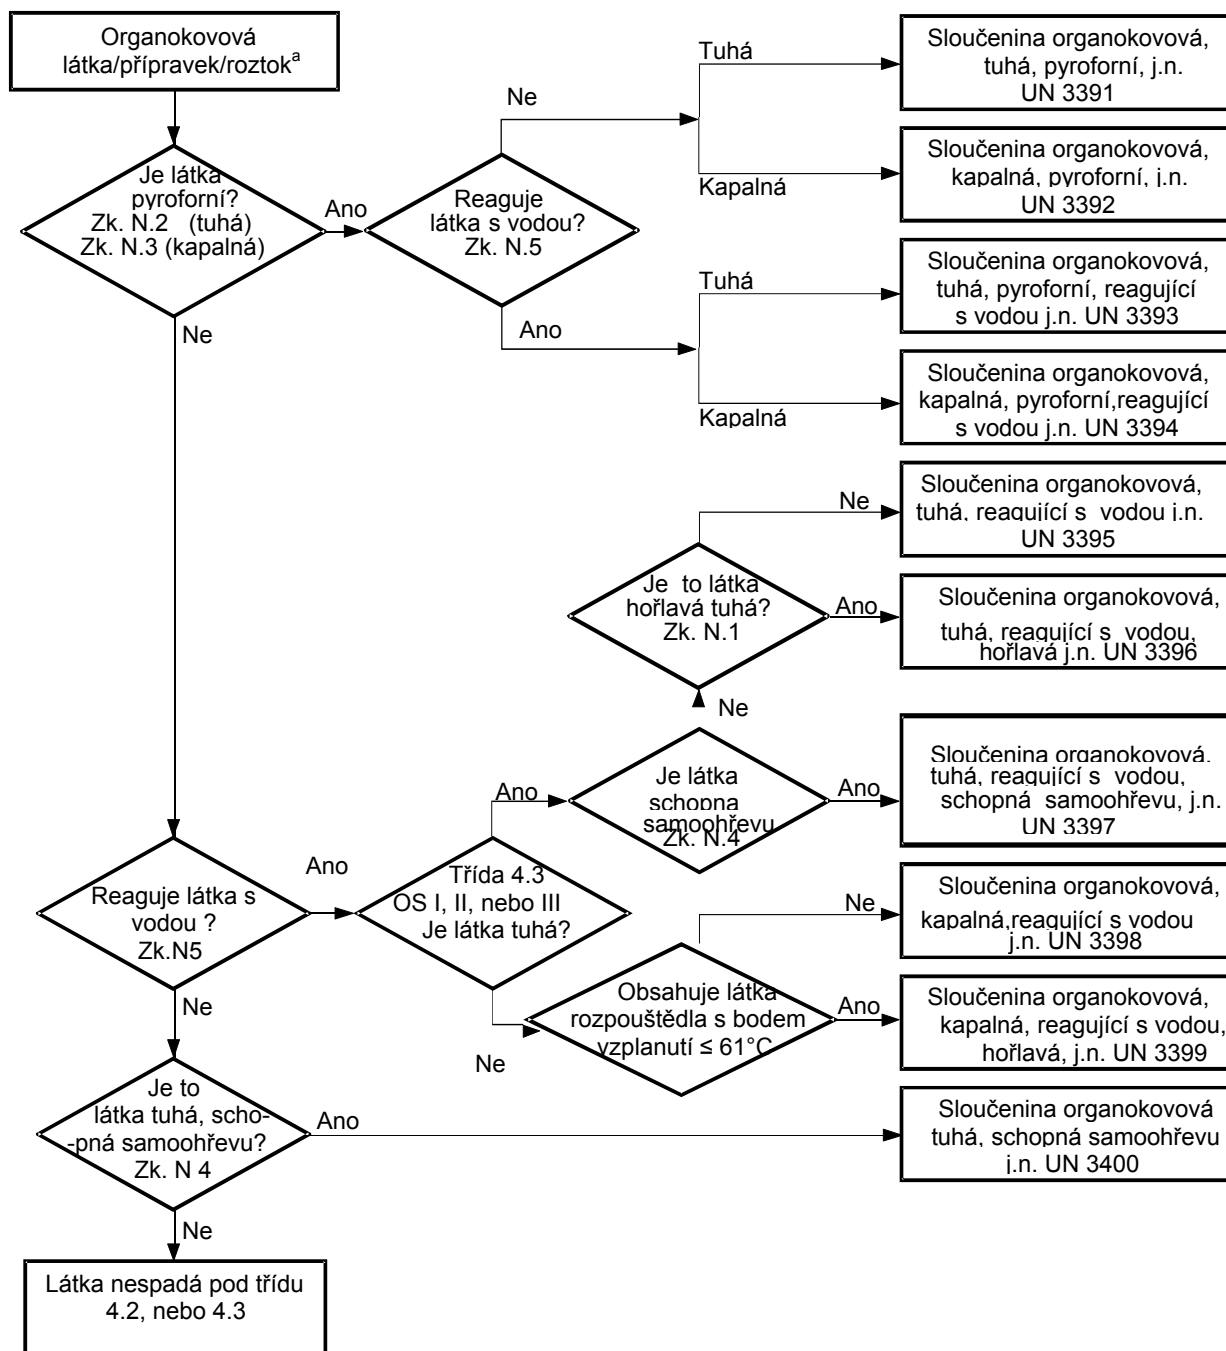 Organokovová
látka/přípravek/roztokᵃ
Tuhá
Sloučenina organokovová,
tuhá, pyroforní, j.n.
UN 3391
Ne
Je látka
pyroforní?
Zk. N.2 (tuhá)
Zk. N.3 (kapalná)
Ano
Reaguje
látka s vodou?
Zk. N.5
Kapalná
Sloučenina organokovová,
kapalná, pyroforní, j.n.
UN 3392
Tuhá
Sloučenina organokovová,
tuhá, pyroforní, reagující
s vodou j.n. UN 3393
Ne
Ano
Kapalná
Sloučenina organokovová,
kapalná, pyroforní,reagující
s vodou j.n. UN 3394
Ne
Sloučenina organokovová,
tuhá, reagující s vodou j.n.
UN 3395
Je to látka
hořlavá tuhá?
Zk. N.1
Ano
Sloučenina organokovová,
tuhá, reagující s vodou,
hořlavá j.n. UN 3396
Ne
Ano
Je látka
schopna
samoohřevu
Zk. N.4
Ano
Sloučenina organokovová,
tuhá, reagující s vodou,
schopná samoohřevu, j.n.
UN 3397
Reaguje látka s
vodou ?
Zk.N5
Ano
Třída 4.3
OS I, II, nebo III
Je látka tuhá?
Ne
Sloučenina organokovová,
kapalná,reagující s vodou
j.n. UN 3398
Ne
Ne
Obsahuje látka
rozpouštědla s bodem
vzplanutí ≤ 61°C
Ano
Sloučenina organokovová,
kapalná, reagující s vodou,
hořlavá, j.n. UN 3399
Je to
látka tuhá, scho-
-pná samoohřevu?
Zk. N 4
Ano
Sloučenina organokovová
tuhá, schopná samoohřevu
j.n. UN 3400
Ne
Látka nespadá pod třídu
4.2, nebo 4.3